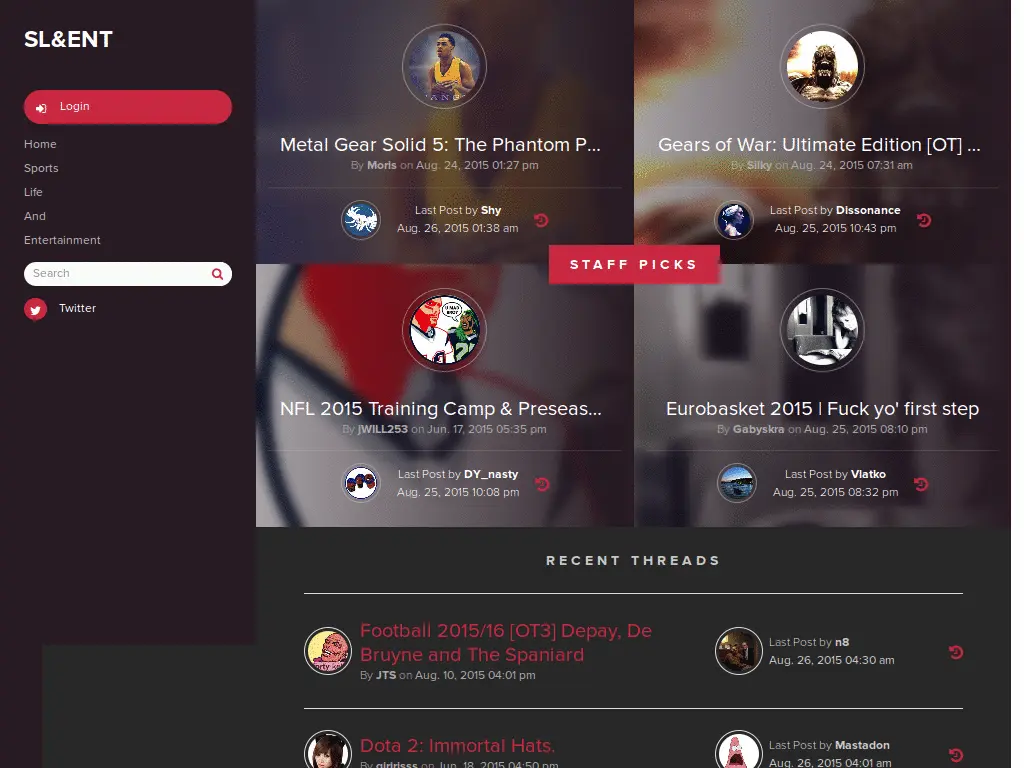 SL&ENT
Login
Home
Sports
Life
And
Entertainment
Search
Twitter
Metal Gear Solid 5: The Phantom P...
By Moris on Aug. 24, 2015 01:27 pm
Last Post by Shy
Aug. 26, 2015 01:38 am
Gears of War: Ultimate Edition [OT] ...
By Silky on Aug. 24, 2015 07:31 am
Last Post by Dissonance
Aug. 25, 2015 10:43 pm
STAFF PICKS
NFL 2015 Training Camp & Preseas...
By jWILL253 on Jun. 17, 2015 05:35 pm
Last Post by DY_nasty
Aug. 25, 2015 10:08 pm
Eurobasket 2015 | Fuck yo' first step
By Gabyskra on Aug. 25, 2015 08:10 pm
Last Post by Vlatko
Aug. 25, 2015 08:32 pm
RECENT THREADS
Football 2015/16 [OT3] Depay, De
Bruyne and The Spaniard
By JTS on Aug. 10, 2015 04:01 pm
Last Post by n8
Aug. 26, 2015 04:30 am
Dota 2: Immortal Hats.
By giririsss on Jun. 18, 2015 04:50 pm
Last Post by Mastadon
Aug. 26, 2015 04:01 am